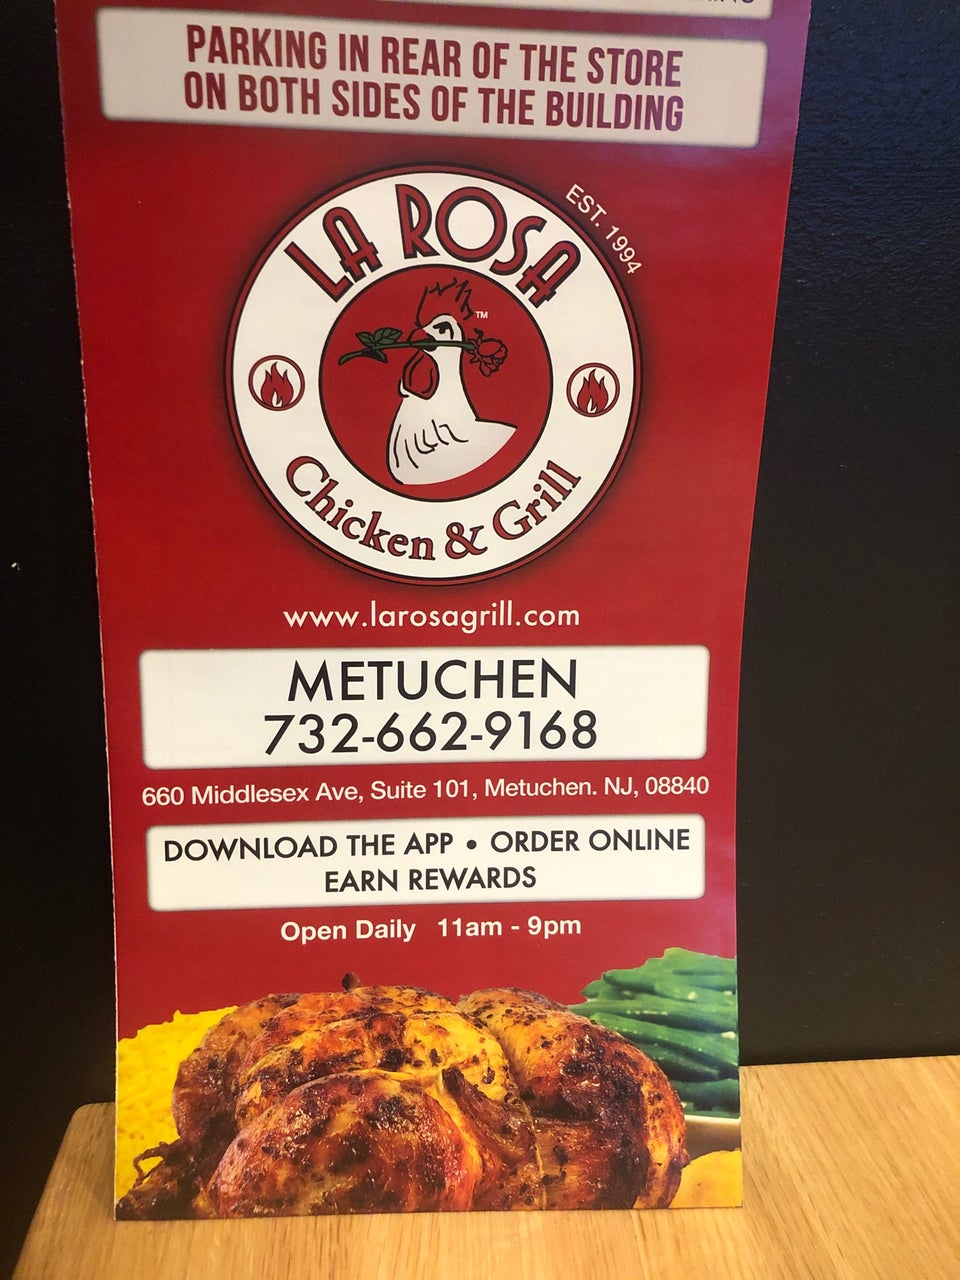 PARKING IN REAR OF THE STORE
ON BOTH SIDES OF THE BUILDING
EST. 1994
LA ROSA
TM
Chicken & Grill
www.larosagrill.com
METUCHEN
732-662-9168
660 Middlesex Ave, Suite 101, Metuchen. NJ, 08840
DOWNLOAD THE APP • ORDER ONLINE
EARN REWARDS
Open Daily 11am - 9pm